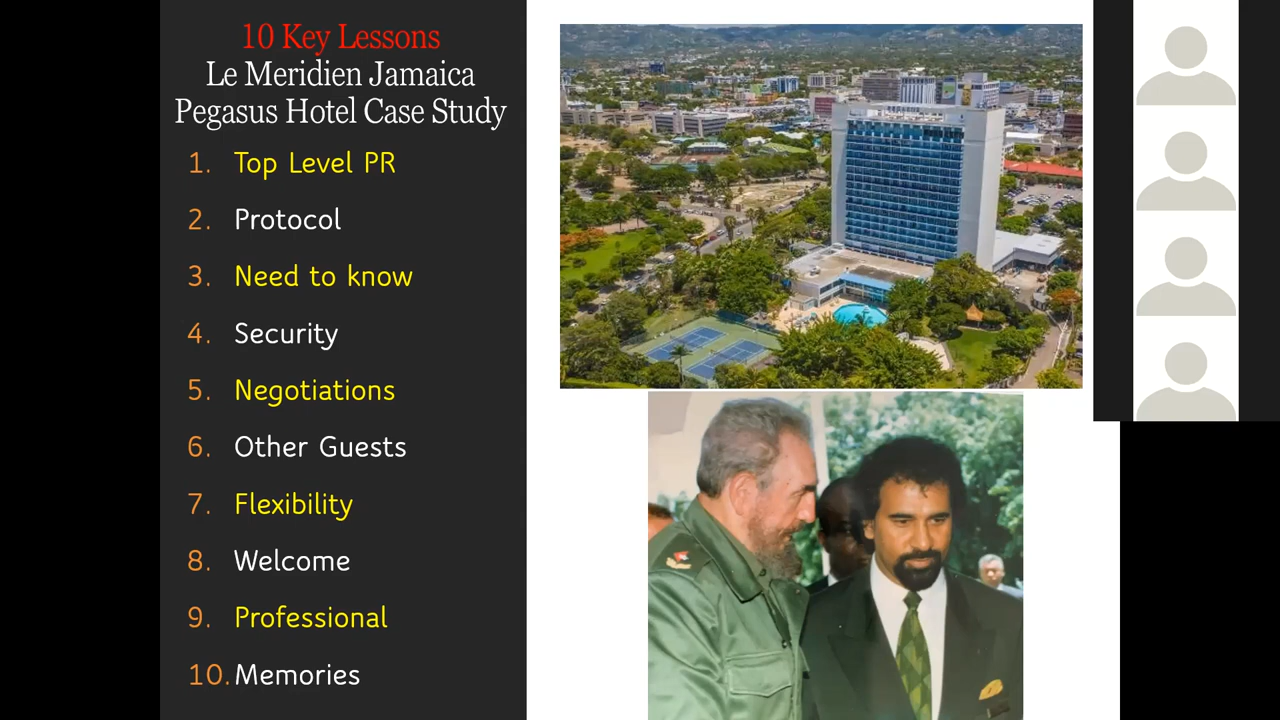 10 Key Lessons
Le Meridien Jamaica
Pegasus Hotel Case Study
1. Top Level PR
2. Protocol
3. Need to know
4. Security
5. Negotiations
6. Other Guests
7. Flexibility
8. Welcome
9. Professional
10. Memories